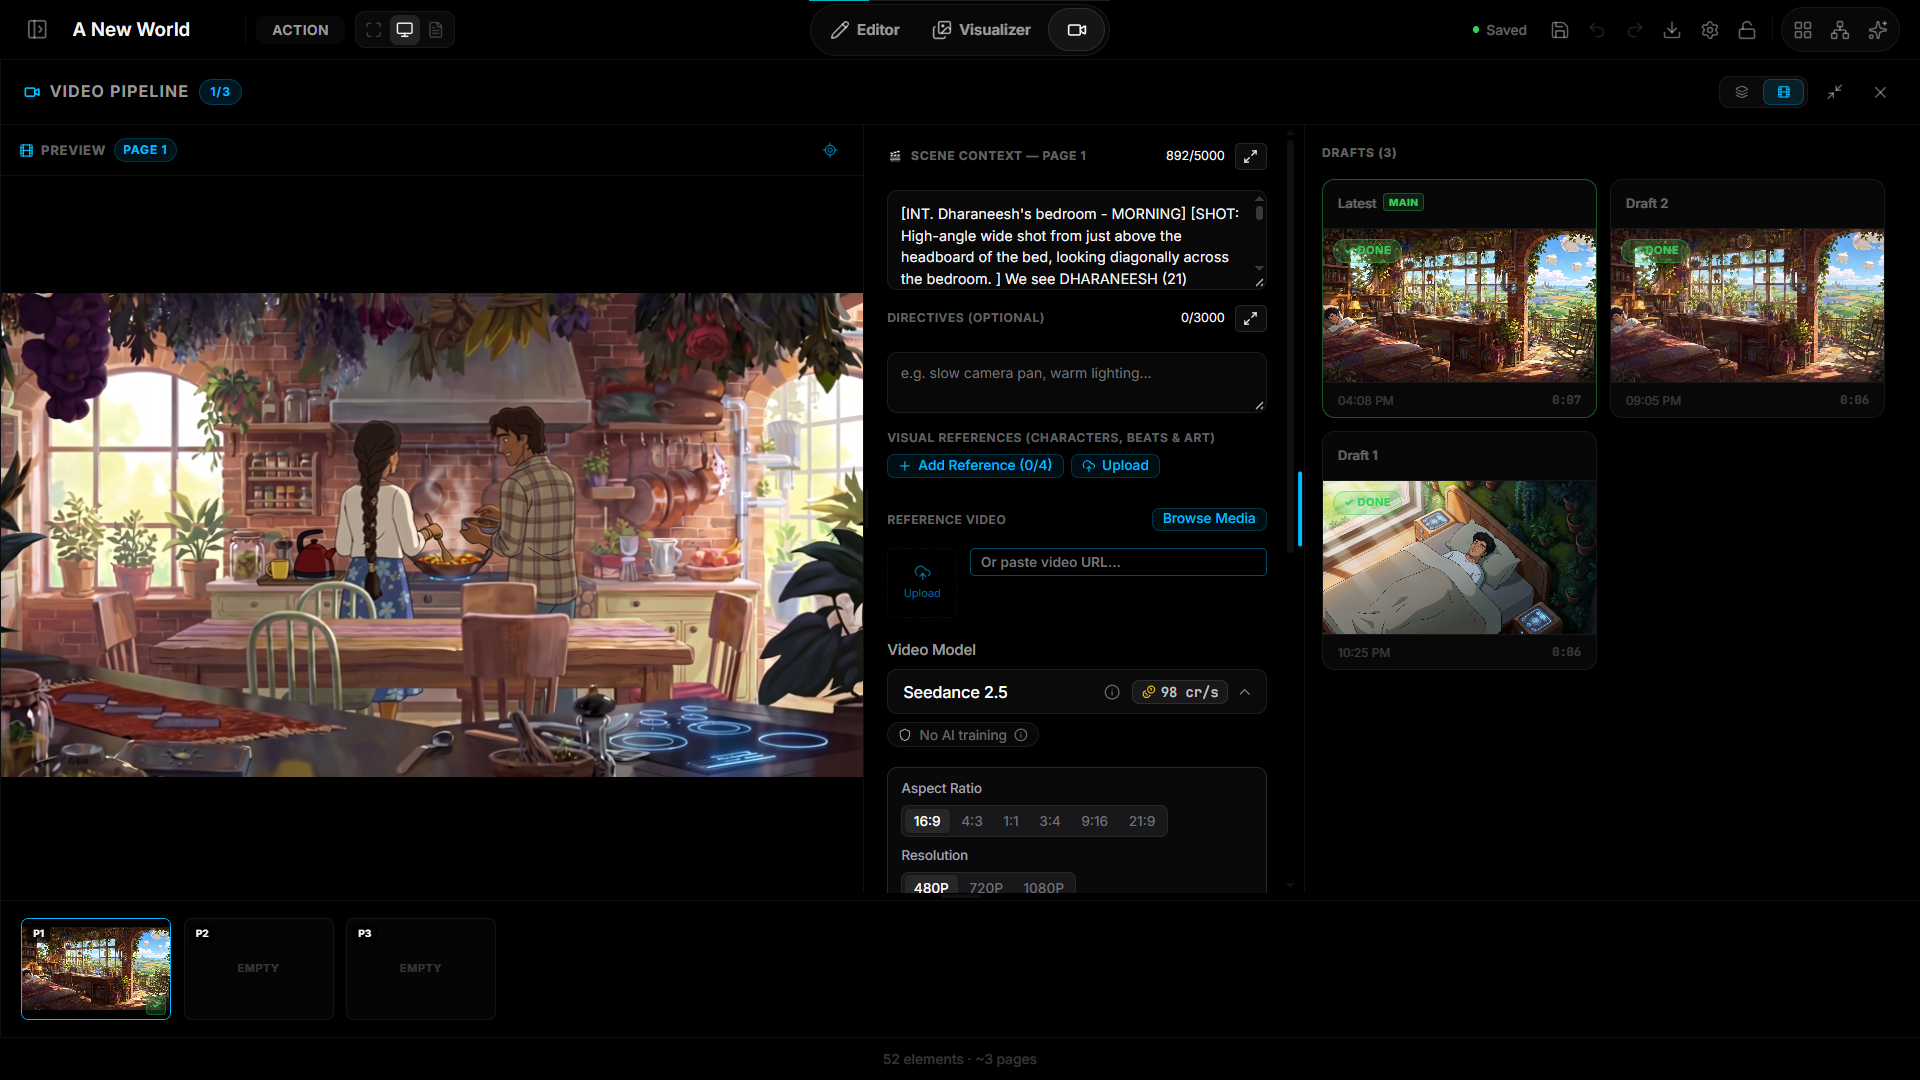 A New World
ACTION
Editor
Visualizer
Saved
VIDEO PIPELINE
1/3
PREVIEW
PAGE 1
SCENE CONTEXT — PAGE 1
892/5000
[INT. Dharaneesh's bedroom - MORNING] [SHOT:
High-angle wide shot from just above the
headboard of the bed, looking diagonally across
the bedroom. ] We see DHARANEESH (21)
DIRECTIVES (OPTIONAL)
0/3000
e.g. slow camera pan, warm lighting...
VISUAL REFERENCES (CHARACTERS, BEATS & ART)
+ Add Reference (0/4)
Upload
REFERENCE VIDEO
Browse Media
Upload
Or paste video URL...
Video Model
Seedance 2.5
98 cr/s
No AI training
Aspect Ratio
16:9 4:3 1:1 3:4 9:16 21:9
Resolution
480P 720P 1080P
DRAFTS (3)
Latest
MAIN
✓ DONE
04:08 PM
0:07
Draft 2
✓ DONE
09:05 PM
0:06
Draft 1
✓ DONE
10:25 PM
0:06
P1
P2
EMPTY
P3
EMPTY
52 elements · ~3 pages